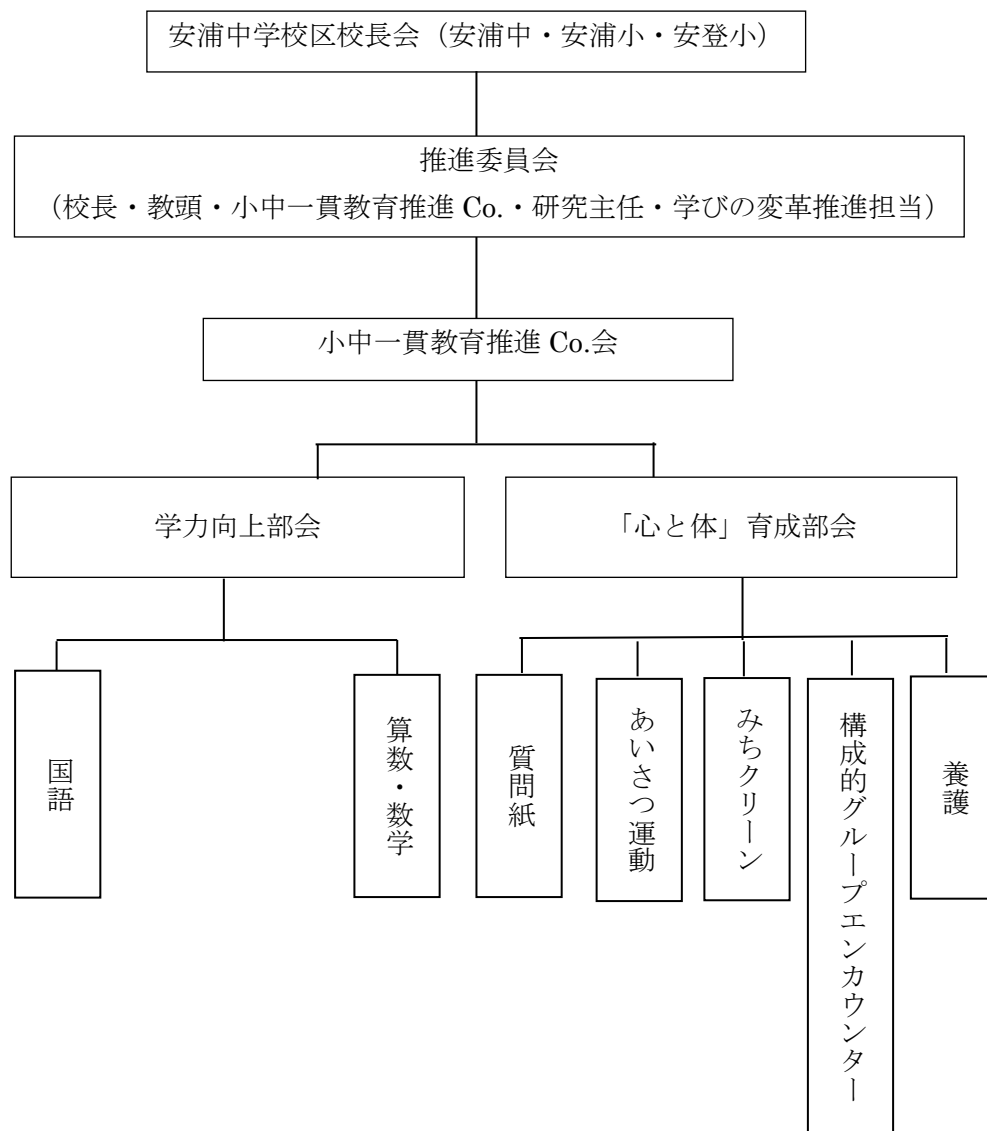 安浦中学校区校長会（安浦中・安浦小・安登小）
推進委員会
（校長・教頭・小中一貫教育推進 Co.・研究主任・学びの変革推進担当）
小中一貫教育推進 Co.会
学力向上部会
「心と体」育成部会
国語
算数・数学
質問紙
あいさつ運動
みちクリーン
構成的グループエンカウンター
養護